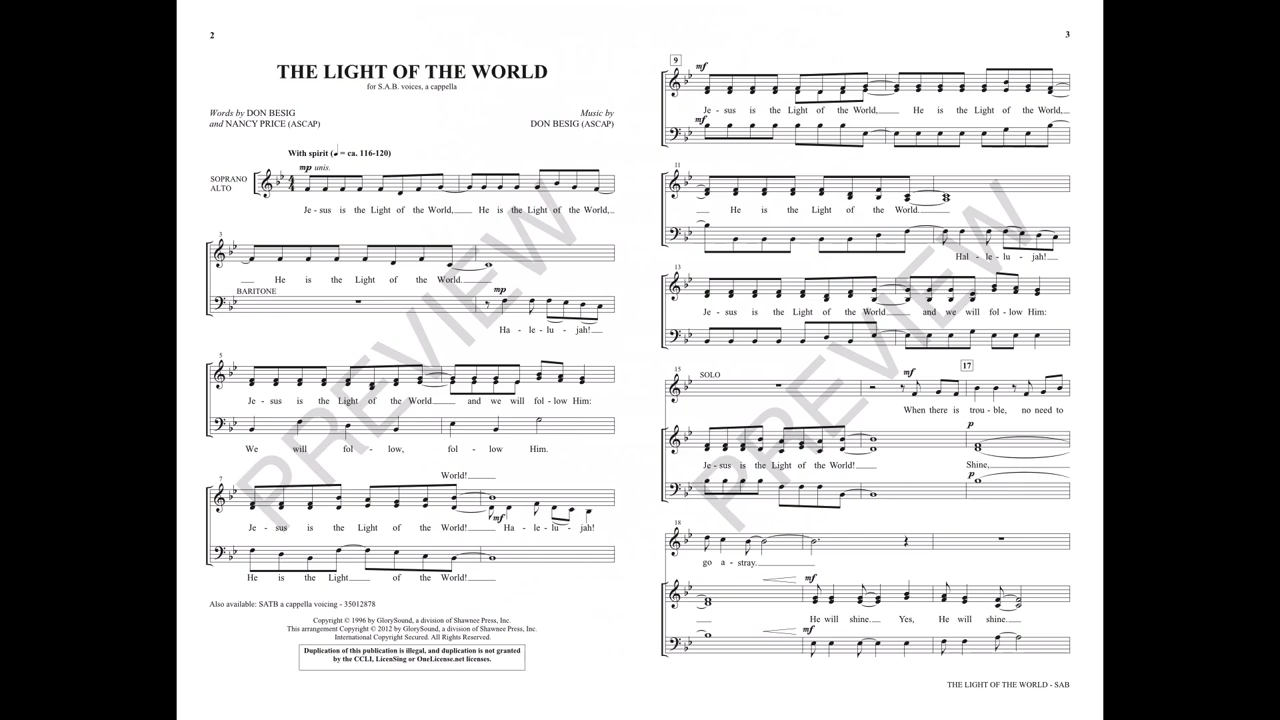 2
THE LIGHT OF THE WORLD
for S.A.B. voices, a cappella
Words by DON BESIG
and NANCY PRICE (ASCAP)
Music by
DON BESIG (ASCAP)
With spirit (♩ = ca. 116-120)
mp unis.
SOPRANO
ALTO
Je - sus is the Light of the World, He is the Light of the World,
3
He is the Light of the World.
BARITONE
mp
Ha - le - lu - jah!
5
Je - sus is the Light of the World and we will fol - low Him:
We will fol - low, fol - low Him.
World!
7
mf
Je - sus is the Light of the World! Ha - le - lu - jah!
He is the Light of the World!
Also available: SATB a cappella voicing - 35012878
Copyright © 1996 by GlorySound, a division of Shawnee Press, Inc.
This arrangement Copyright © 2012 by GlorySound, a division of Shawnee Press, Inc.
International Copyright Secured. All Rights Reserved.
Duplication of this publication is illegal, and duplication is not granted
by the CCLI, LicenSing or OneLicense.net licenses.
PREVIEW
3
9
mf
Je - sus is the Light of the World, He is the Light of the World,
mf
11
He is the Light of the World.
Hal - le - lu - jah!
13
Je - sus is the Light of the World and we will fol - low Him:
15
SOLO
mf
17
When there is trou - ble, no need to
p
Je - sus is the Light of the World! Shine,
p
18
go a - stray.
mf
He will shine. Yes, He will shine.
mf
THE LIGHT OF THE WORLD - SAB
PREVIEW